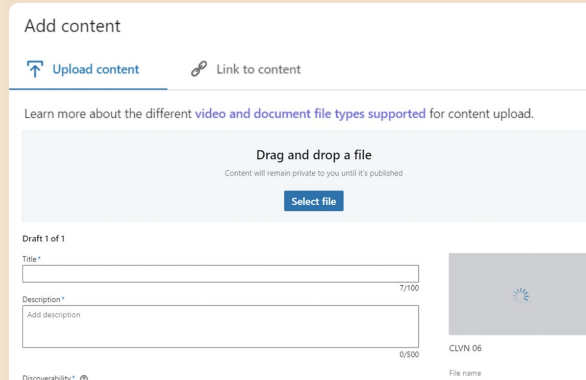 Add content
Upload content
Link to content
Learn more about the different video and document file types supported for content upload.
Drag and drop a file
Content will remain private to you until it's published
Select file
Draft 1 of 1
Title*
7/100
Description*
Add description
0/500
CLVN 06
File name
Discoverability*